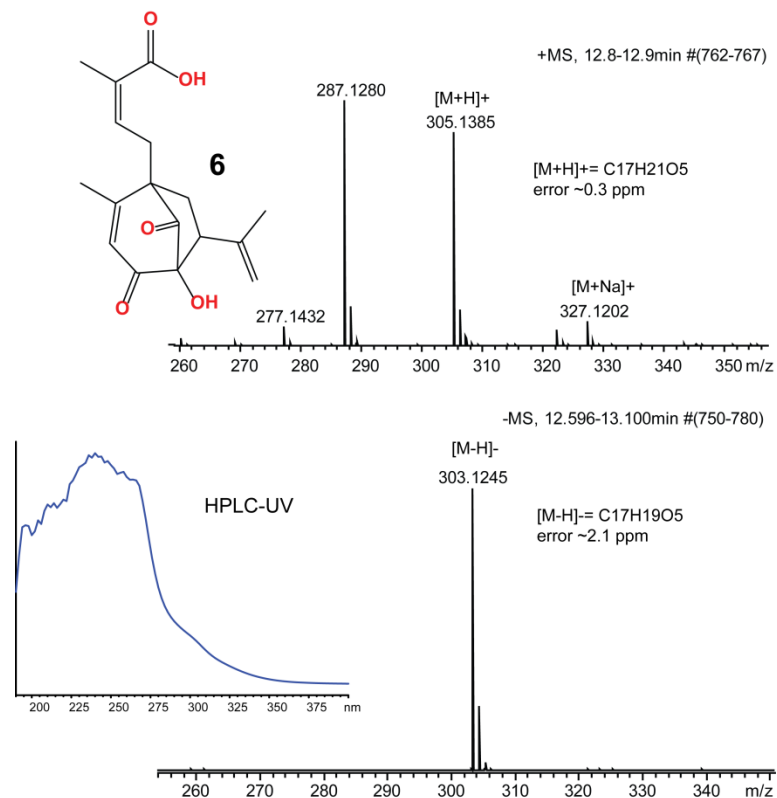 O
OH
6
O
O
OH
+MS, 12.8-12.9min #(762-767)
287.1280
[M+H]+
305.1385
[M+H]+= C17H21O5
error ~0.3 ppm
277.1432
[M+Na]+
327.1202
260 270 280 290 300 310 320 330 340 350 m/z
-MS, 12.596-13.100min #(750-780)
[M-H]-
303.1245
HPLC-UV
[M-H]-= C17H19O5
error ~2.1 ppm
200 225 250 275 300 325 350 375 nm
260 270 280 290 300 310 320 330 340 m/z